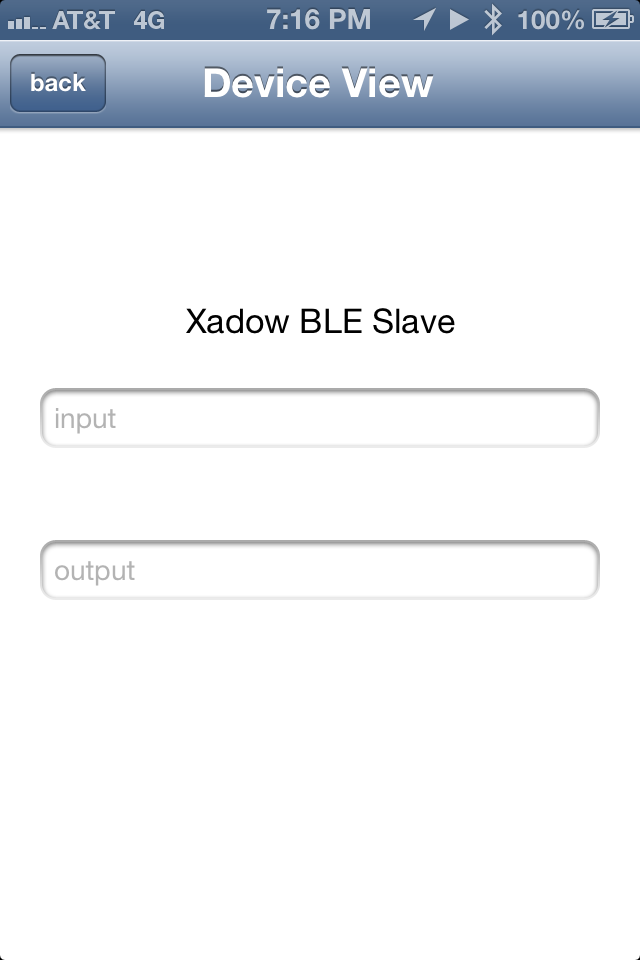 AT&T 4G 7:16 PM 100%
back Device View
Xadow BLE Slave
input
output